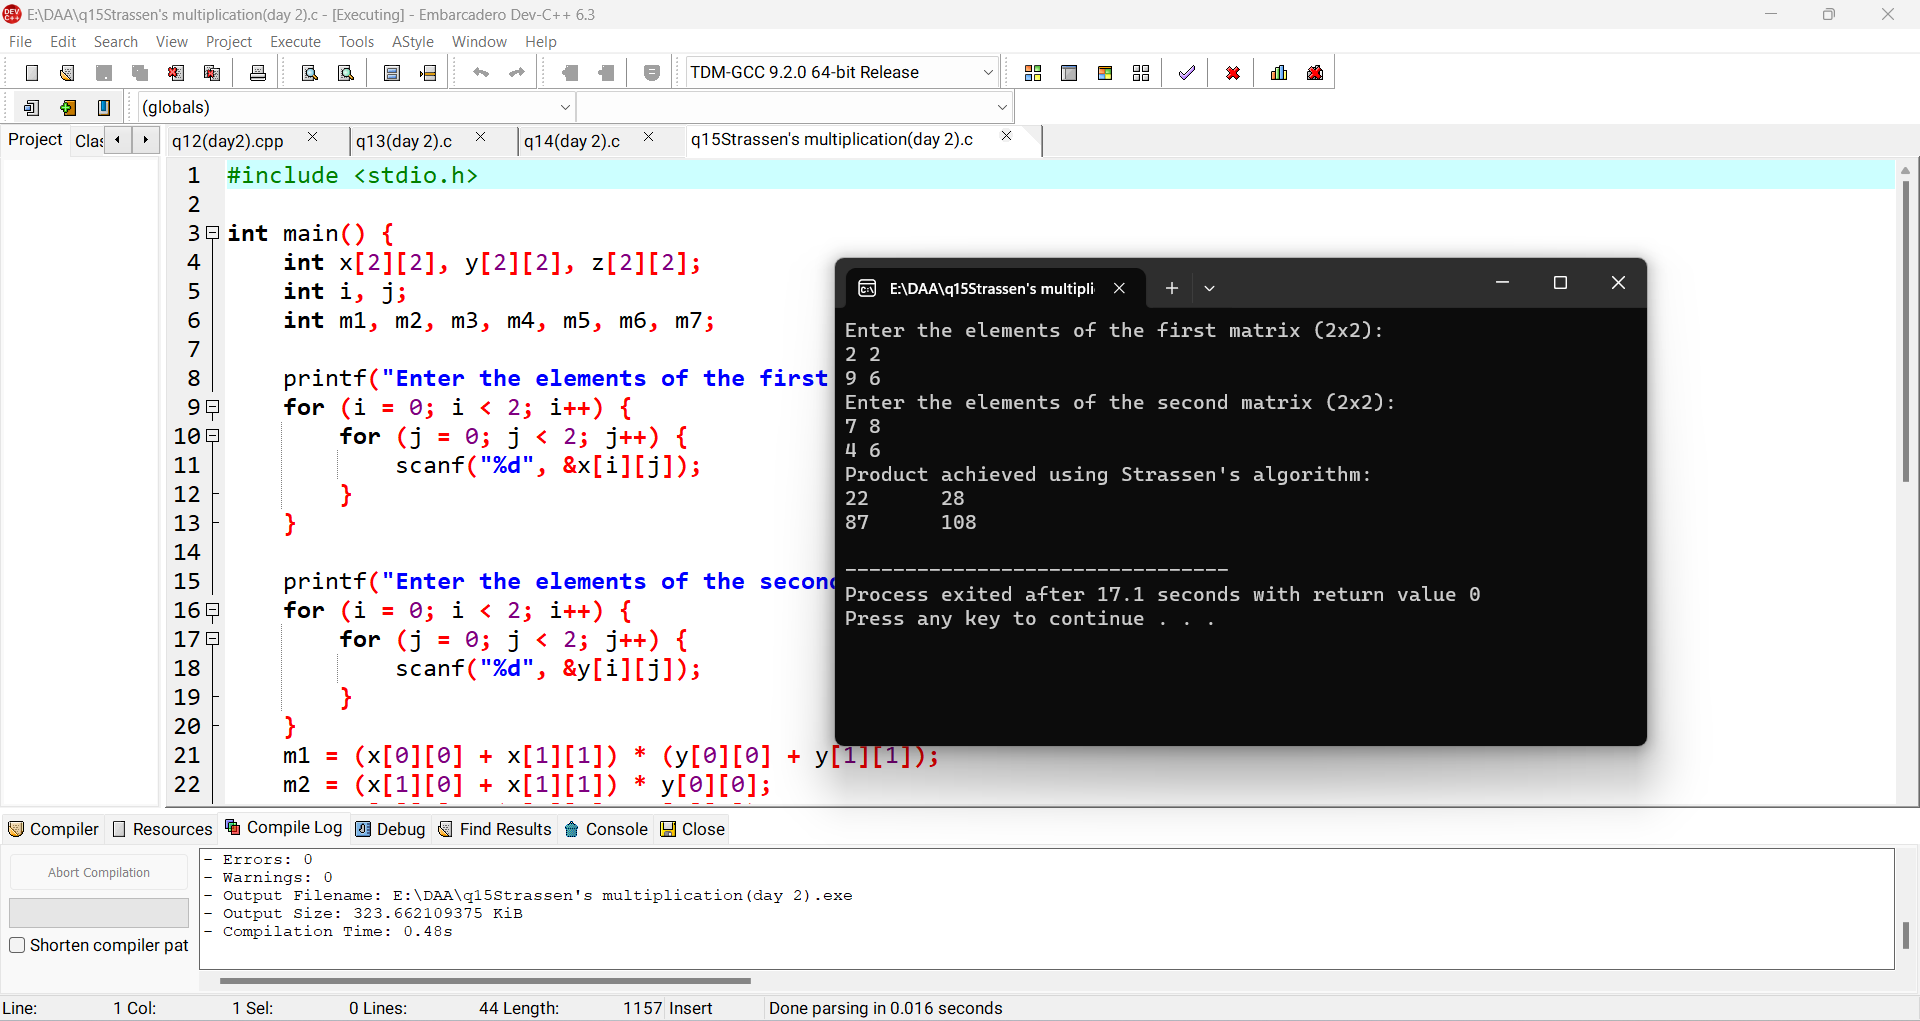 E:\DAA\q15Strassen's multiplication(day 2).c - [Executing] - Embarcadero Dev-C++ 6.3
File Edit Search View Project Execute Tools AStyle Window Help
TDM-GCC 9.2.0 64-bit Release
(globals)
Project Clas q12(day2).cpp q13(day 2).c q14(day 2).c q15Strassen's multiplication(day 2).c
1 #include <stdio.h>
2
3 int main() {
4 int x[2][2], y[2][2], z[2][2];
5 int i, j;
6 int m1, m2, m3, m4, m5, m6, m7;
7
8 printf("Enter the elements of the first
9 for (i = 0; i < 2; i++) {
10 for (j = 0; j < 2; j++) {
11 scanf("%d", &x[i][j]);
12 }
13 }
14
15 printf("Enter the elements of the second
16 for (i = 0; i < 2; i++) {
17 for (j = 0; j < 2; j++) {
18 scanf("%d", &y[i][j]);
19 }
20 }
21 m1 = (x[0][0] + x[1][1]) * (y[0][0] + y[1][1]);
22 m2 = (x[1][0] + x[1][1]) * y[0][0];
E:\DAA\q15Strassen's multipli
Enter the elements of the first matrix (2x2):
2 2
9 6
Enter the elements of the second matrix (2x2):
7 8
4 6
Product achieved using Strassen's algorithm:
22 28
87 108
--------------------------------
Process exited after 17.1 seconds with return value 0
Press any key to continue . . .
Compiler Resources Compile Log Debug Find Results Console Close
Abort Compilation
Shorten compiler pat
- Errors: 0
- Warnings: 0
- Output Filename: E:\DAA\q15Strassen's multiplication(day 2).exe
- Output Size: 323.662109375 KiB
- Compilation Time: 0.48s
Line: 1 Col: 1 Sel: 0 Lines: 44 Length: 1157 Insert Done parsing in 0.016 seconds